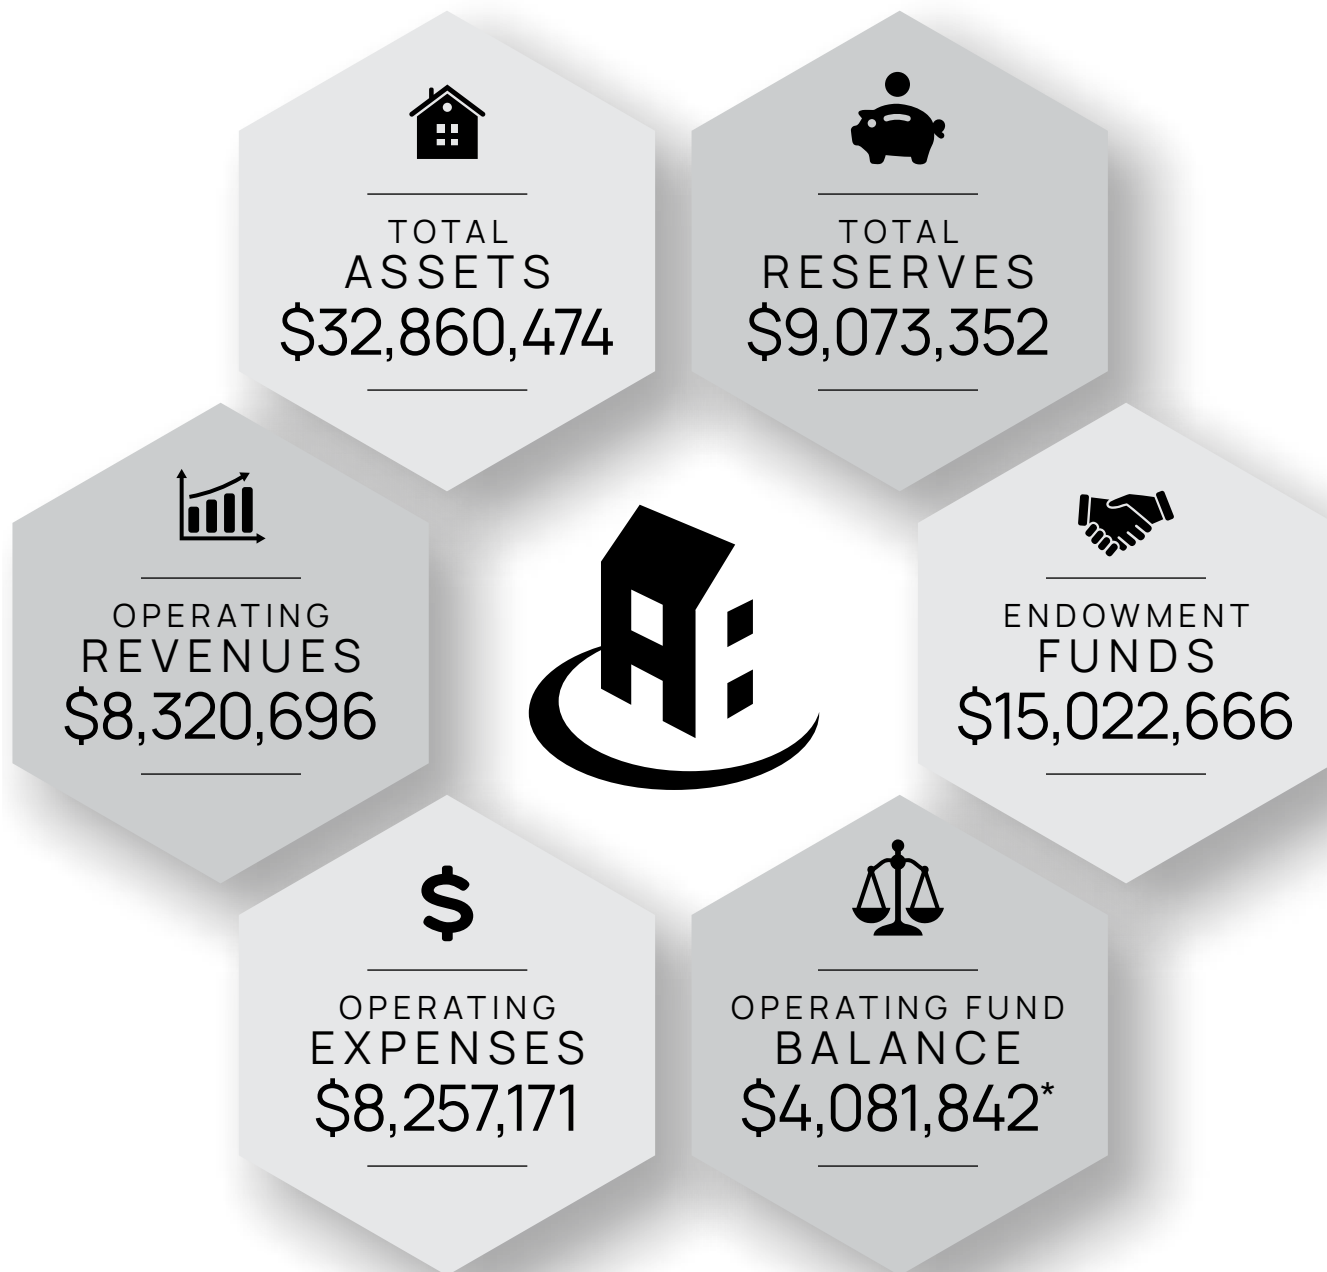 TOTAL
ASSETS
$32,860,474
TOTAL
RESERVES
$9,073,352
OPERATING
REVENUES
$8,320,696
ENDOWMENT
FUNDS
$15,022,666
$
OPERATING
EXPENSES
$8,257,171
OPERATING FUND
BALANCE
$4,081,842*